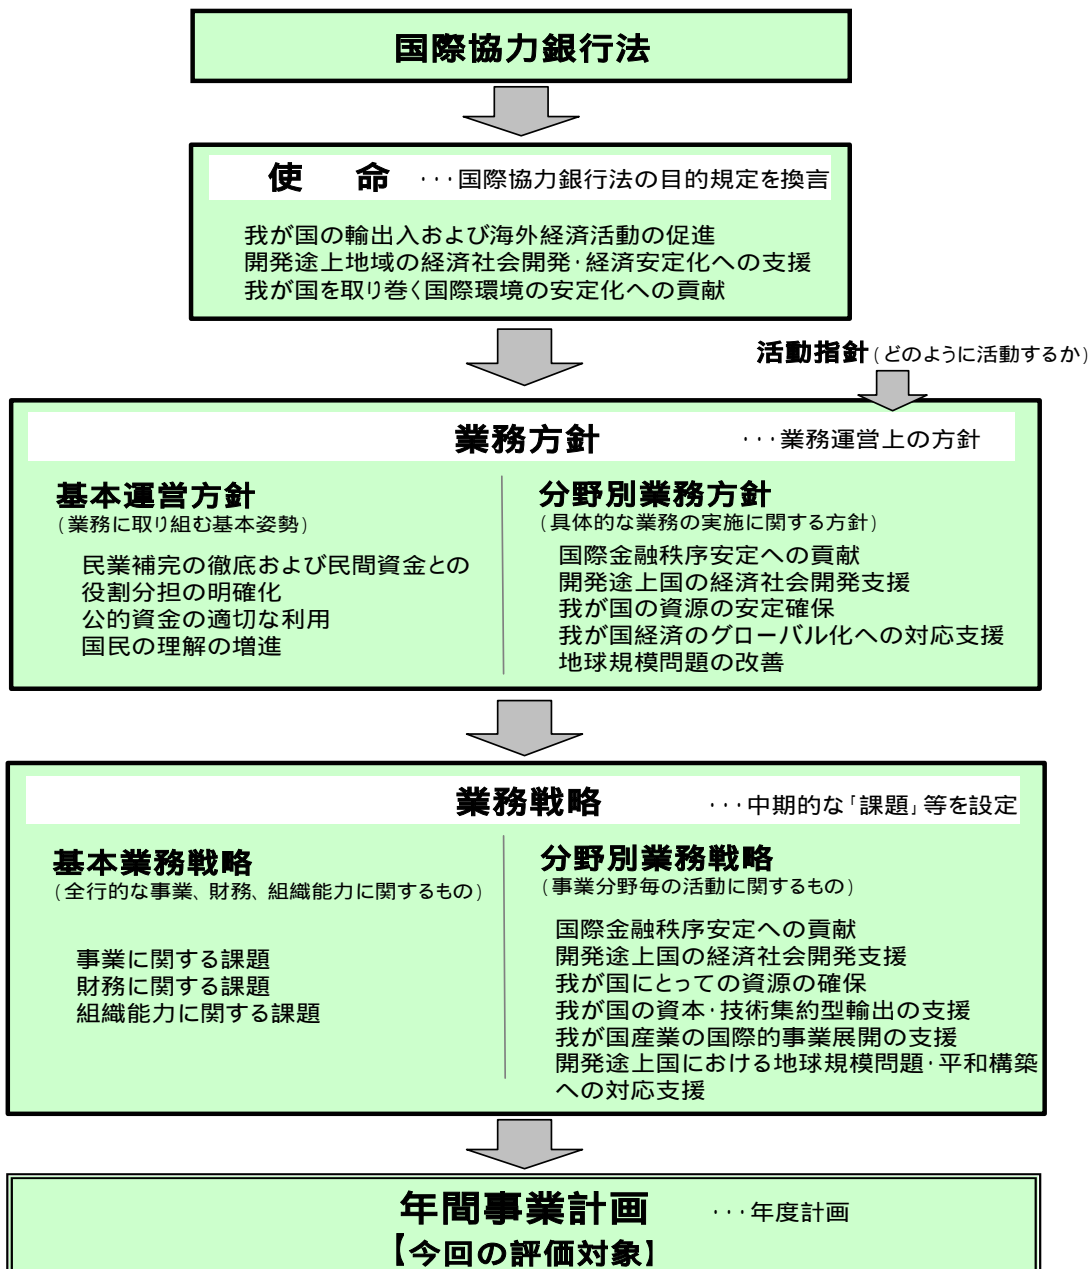 国際協力銀行法
使 命 ・・・国際協力銀行法の目的規定を換言
我が国の輸出入および海外経済活動の促進
開発途上地域の経済社会開発・経済安定化への支援
我が国を取り巻く国際環境の安定化への貢献
活動指針(どのように活動するか)
業務方針 ・・・業務運営上の方針
基本運営方針
(業務に取り組む基本姿勢)
民業補完の徹底および民間資金との
役割分担の明確化
公的資金の適切な利用
国民の理解の増進
分野別業務方針
(具体的な業務の実施に関する方針)
国際金融秩序安定への貢献
開発途上国の経済社会開発支援
我が国の資源の安定確保
我が国経済のグローバル化への対応支援
地球規模問題の改善
業務戦略 ・・・中期的な「課題」等を設定
基本業務戦略
(全行的な事業、財務、組織能力に関するもの)
事業に関する課題
財務に関する課題
組織能力に関する課題
分野別業務戦略
(事業分野毎の活動に関するもの)
国際金融秩序安定への貢献
開発途上国の経済社会開発支援
我が国にとっての資源の確保
我が国の資本・技術集約型輸出の支援
我が国産業の国際的事業展開の支援
開発途上国における地球規模問題・平和構築
への対応支援
年間事業計画 ・・・年度計画
【今回の評価対象】